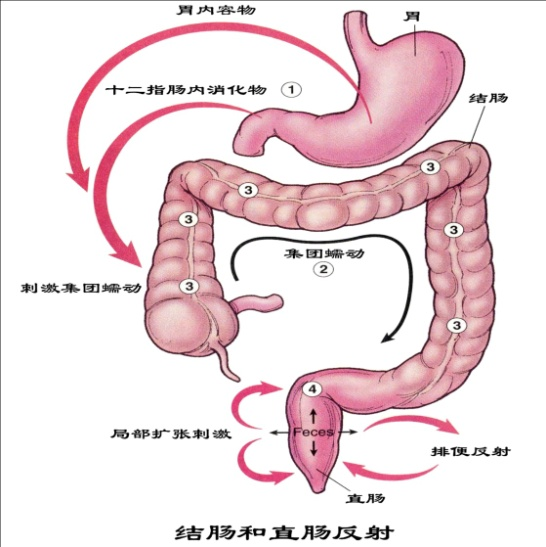 胃内容物
胃
十二指肠内消化物 ①
结肠
③
③
③
③
集团蠕动
②
刺激集团蠕动
③
③
④
局部扩张刺激
Feces
排便反射
直肠
结肠和直肠反射